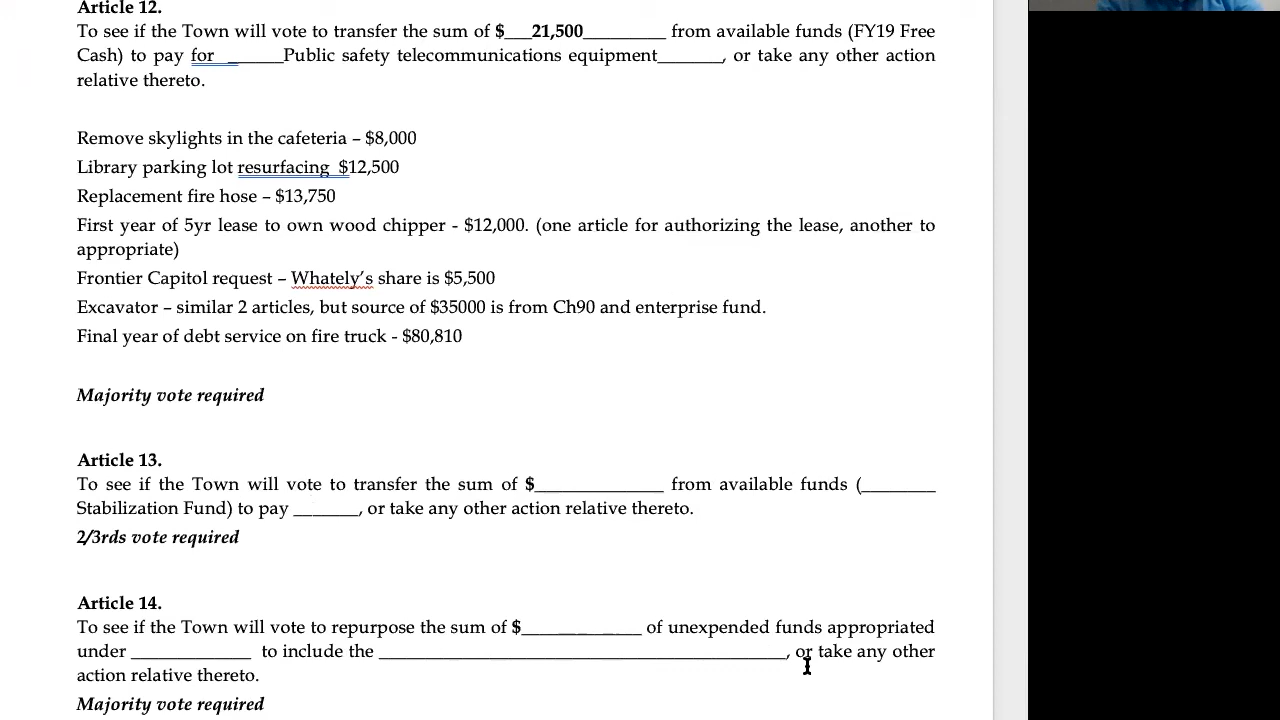 Article 12.
To see if the Town will vote to transfer the sum of $___21,500_________ from available funds (FY19 Free
Cash) to pay for ______Public safety telecommunications equipment_______, or take any other action
relative thereto.
Remove skylights in the cafeteria – $8,000
Library parking lot resurfacing $12,500
Replacement fire hose – $13,750
First year of 5yr lease to own wood chipper - $12,000. (one article for authorizing the lease, another to
appropriate)
Frontier Capitol request – Whately’s share is $5,500
Excavator – similar 2 articles, but source of $35000 is from Ch90 and enterprise fund.
Final year of debt service on fire truck - $80,810
Majority vote required
Article 13.
To see if the Town will vote to transfer the sum of $______________ from available funds (________
Stabilization Fund) to pay _______, or take any other action relative thereto.
2/3rds vote required
Article 14.
To see if the Town will vote to repurpose the sum of $_____________ of unexpended funds appropriated
under _____________ to include the ____________________________________________, or take any other
action relative thereto.
Majority vote required